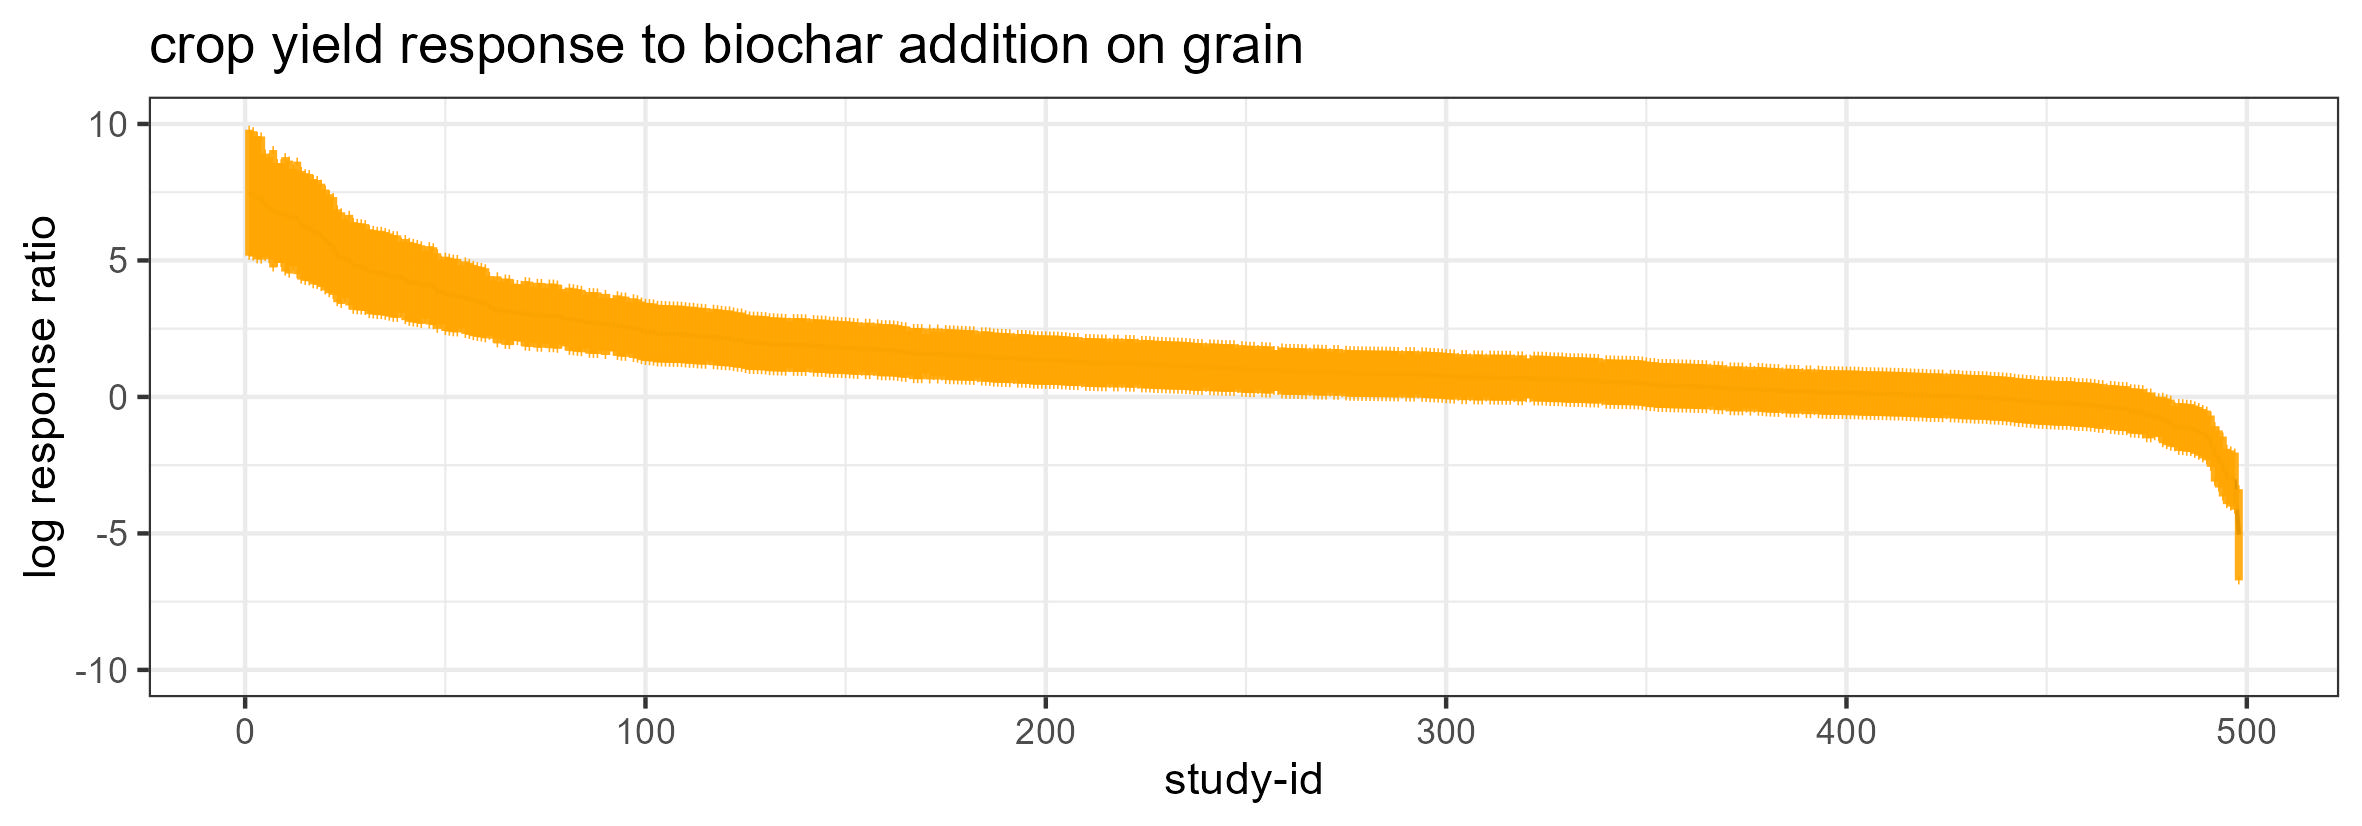 crop yield response to biochar addition on grain
10
5
0
-5
-10
log response ratio
0 100 200 300 400 500
study-id